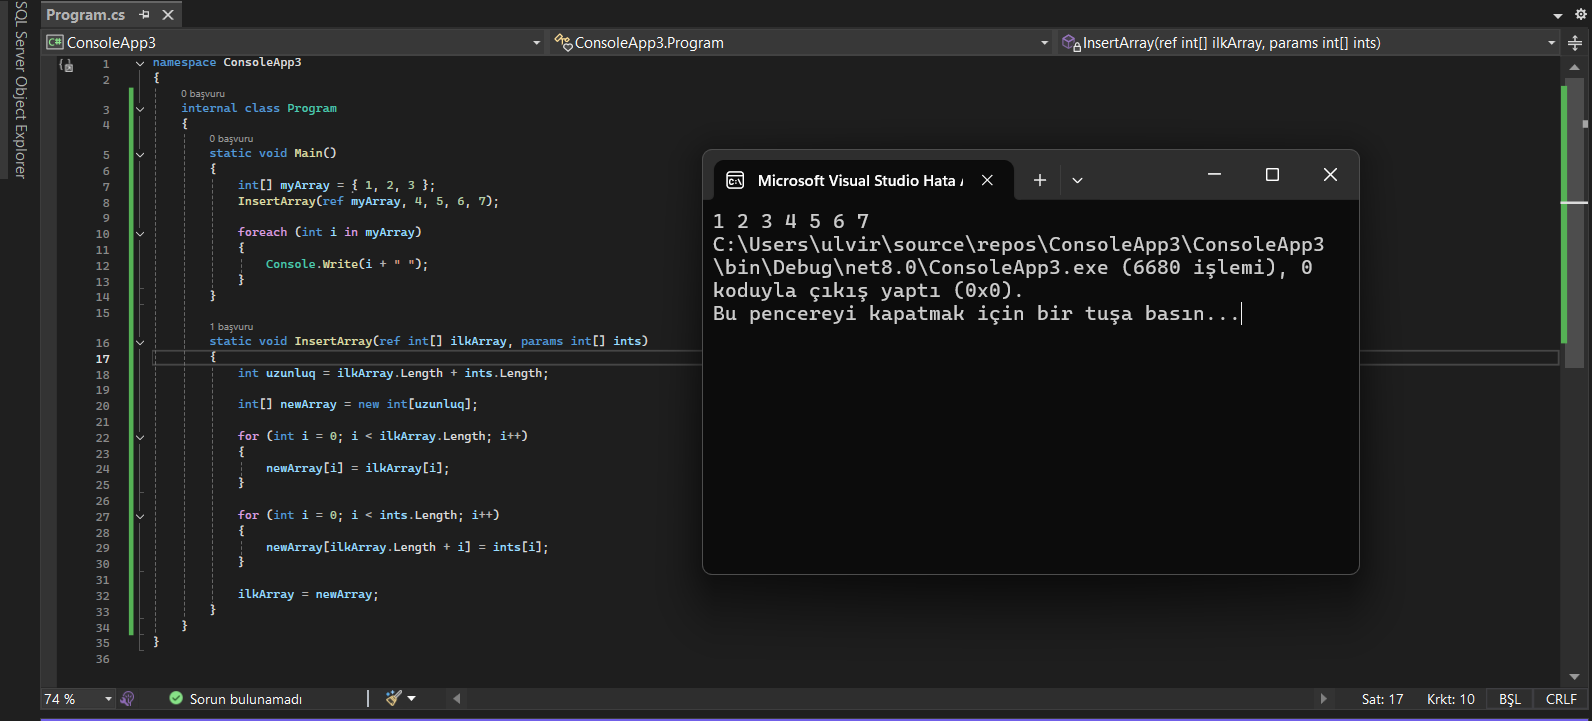 SQL Server Object Explorer
Program.cs
ConsoleApp3
ConsoleApp3.Program
InsertArray(ref int[] ilkArray, params int[] ints)
1 namespace ConsoleApp3
2 {
0 başvuru
3 internal class Program
4 {
0 başvuru
5 static void Main()
6 {
7 int[] myArray = { 1, 2, 3 };
8 InsertArray(ref myArray, 4, 5, 6, 7);
9
10 foreach (int i in myArray)
11 {
12 Console.Write(i + " ");
13 }
14 }
15
1 başvuru
16 static void InsertArray(ref int[] ilkArray, params int[] ints)
17 {
18 int uzunluq = ilkArray.Length + ints.Length;
19
20 int[] newArray = new int[uzunluq];
21
22 for (int i = 0; i < ilkArray.Length; i++)
23 {
24 newArray[i] = ilkArray[i];
25 }
26
27 for (int i = 0; i < ints.Length; i++)
28 {
29 newArray[ilkArray.Length + i] = ints[i];
30 }
31
32 ilkArray = newArray;
33 }
34 }
35 }
36
Microsoft Visual Studio Hata
1 2 3 4 5 6 7
C:\Users\ulvir\source\repos\ConsoleApp3\ConsoleApp3
\bin\Debug\net8.0\ConsoleApp3.exe (6680 işlemi), 0
koduyla çıkış yaptı (0x0).
Bu pencereyi kapatmak için bir tuşa basın...
74 %
Sorun bulunamadı
Sat: 17
Krkt: 10
BŞL
CRLF